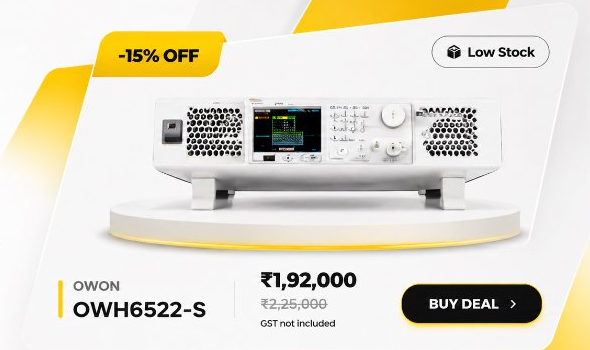 -15% OFF
Low Stock
OWON
OWH6522-S
₹1,92,000
₹2,25,000
GST not included
BUY DEAL